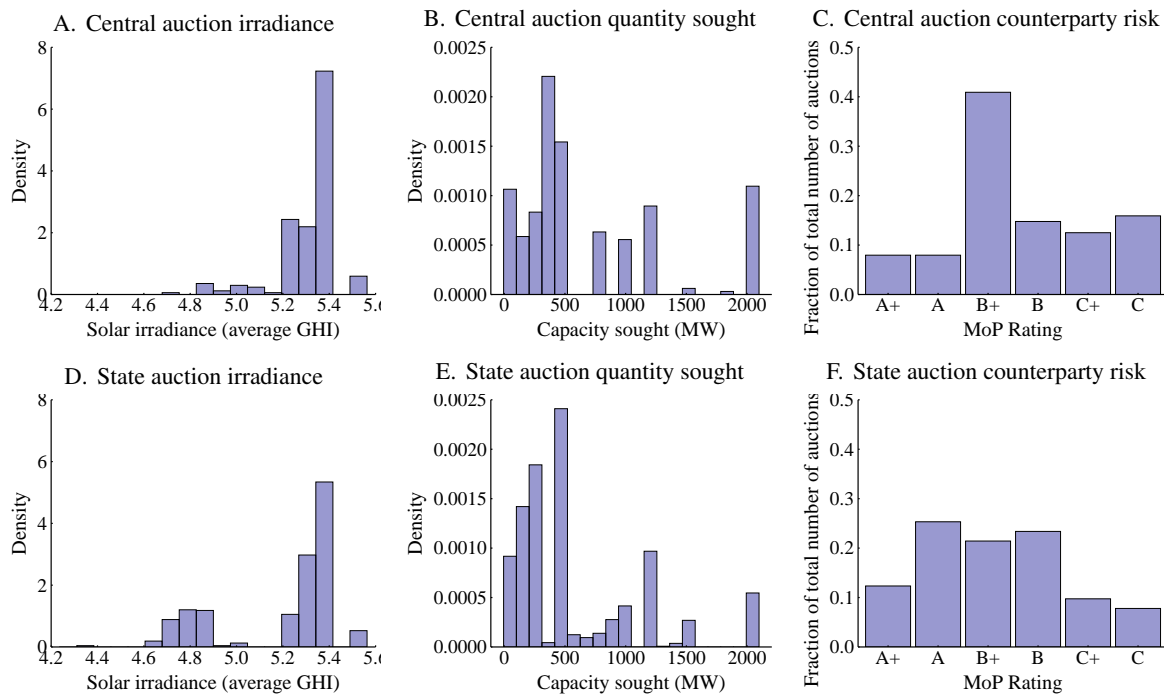 A. Central auction irradiance
8
6
4
2
0
Density
4.2 4.4 4.6 4.8 5.0 5.2 5.4 5.6
Solar irradiance (average GHI)
B. Central auction quantity sought
0.0025
0.0020
0.0015
0.0010
0.0005
0.0000
Density
0 500 1000 1500 2000
Capacity sought (MW)
C. Central auction counterparty risk
0.5
0.4
0.3
0.2
0.1
0.0
Fraction of total number of auctions
A+ A B+ B C+ C
MoP Rating
D. State auction irradiance
8
6
4
2
0
Density
4.2 4.4 4.6 4.8 5.0 5.2 5.4 5.6
Solar irradiance (average GHI)
E. State auction quantity sought
0.0025
0.0020
0.0015
0.0010
0.0005
0.0000
Density
0 500 1000 1500 2000
Capacity sought (MW)
F. State auction counterparty risk
0.5
0.4
0.3
0.2
0.1
0.0
Fraction of total number of auctions
A+ A B+ B C+ C
MoP Rating